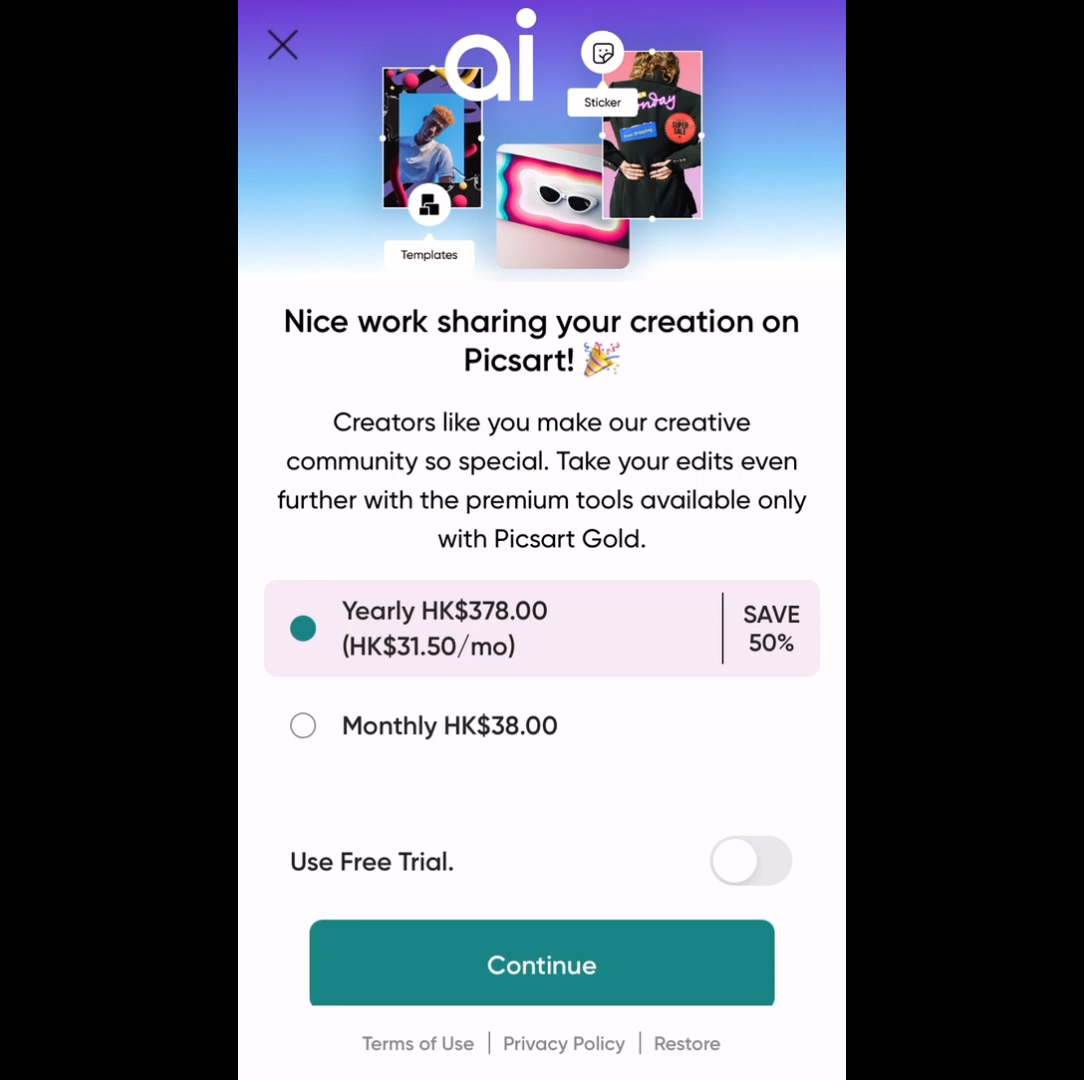 ai
Sticker
nday
SUPER
SALE
Templates
Nice work sharing your creation on
Picsart! 🎉
Creators like you make our creative
community so special. Take your edits even
further with the premium tools available only
with Picsart Gold.
Yearly HK$378.00
(HK$31.50/mo)
SAVE
50%
Monthly HK$38.00
Use Free Trial.
Continue
Terms of Use | Privacy Policy | Restore